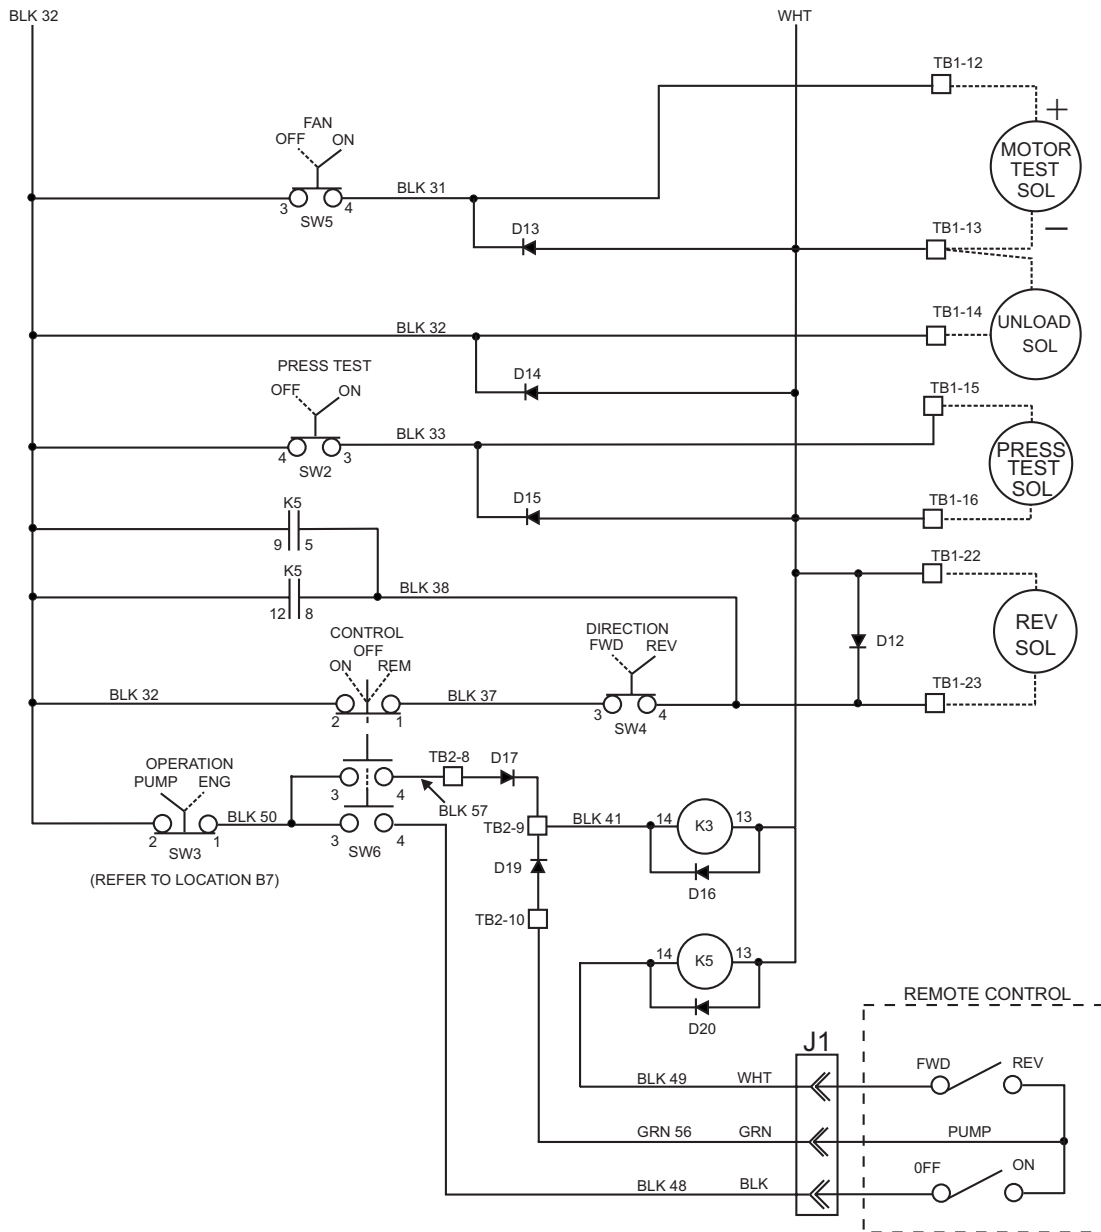 BLK 32
WHT
TB1-12
FAN
OFF ON
+
MOTOR
TEST
SOL
BLK 31
3 4
SW5
D13
TB1-13
−
TB1-14
UNLOAD
SOL
BLK 32
PRESS TEST
OFF ON
D14
TB1-15
BLK 33
4 3
SW2
PRESS
TEST
SOL
D15
TB1-16
K5
9 5
TB1-22
K5
12 8
BLK 38
REV
SOL
D12
CONTROL
OFF
ON REM
DIRECTION
FWD REV
TB1-23
BLK 32
2 1
BLK 37
3 4
SW4
OPERATION
PUMP ENG
TB2-8
D17
3 4
BLK 57
BLK 50
2 1
SW3
3 4
SW6
TB2-9
BLK 41
14 K3 13
D19
D16
(REFER TO LOCATION B7)
TB2-10
14 K5 13
D20
REMOTE CONTROL
J1
FWD REV
BLK 49 WHT
GRN 56 GRN
PUMP
0FF ON
BLK 48 BLK